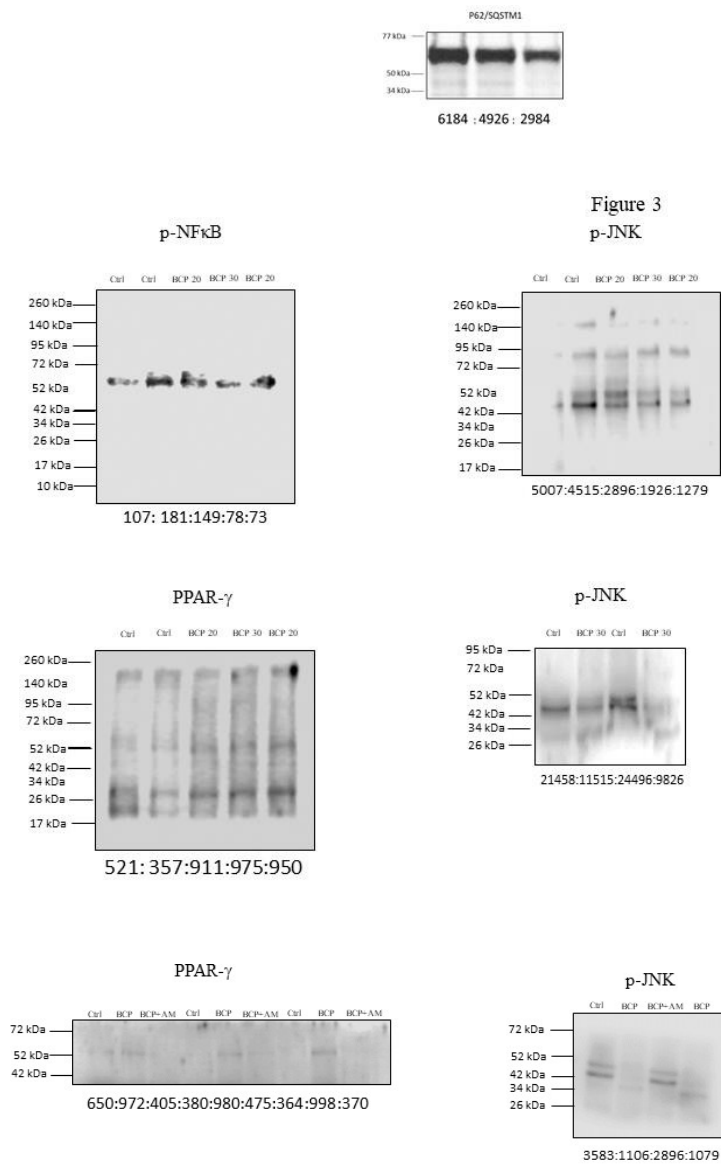 P62/SQSTM1
77 kDa
50 kDa
34 kDa
6184 : 4926 : 2984
Figure 3
p-NFκB
Ctrl Ctrl BCP 20 BCP 30 BCP 20
260 kDa
140 kDa
95 kDa
72 kDa
52 kDa
42 kDa
34 kDa
26 kDa
17 kDa
10 kDa
107: 181:149:78:73
p-JNK
Ctrl Ctrl BCP 20 BCP 30 BCP 20
260 kDa
140 kDa
95 kDa
72 kDa
52 kDa
42 kDa
34 kDa
26 kDa
17 kDa
5007:4515:2896:1926:1279
PPAR-γ
Ctrl Ctrl BCP 20 BCP 30 BCP 20
260 kDa
140 kDa
95 kDa
72 kDa
52 kDa
42 kDa
34 kDa
26 kDa
17 kDa
521: 357:911:975:950
p-JNK
Ctrl BCP 30 Ctrl BCP 30
95 kDa
72 kDa
52 kDa
42 kDa
34 kDa
26 kDa
21458:11515:24496:9826
PPAR-γ
Ctrl BCP BCP+AM Ctrl BCP BCP+AM Ctrl BCP BCP+AM
72 kDa
52 kDa
42 kDa
650:972:405:380:980:475:364:998:370
p-JNK
Ctrl BCP BCP+AM BCP
72 kDa
52 kDa
42 kDa
34 kDa
26 kDa
3583:1106:2896:1079